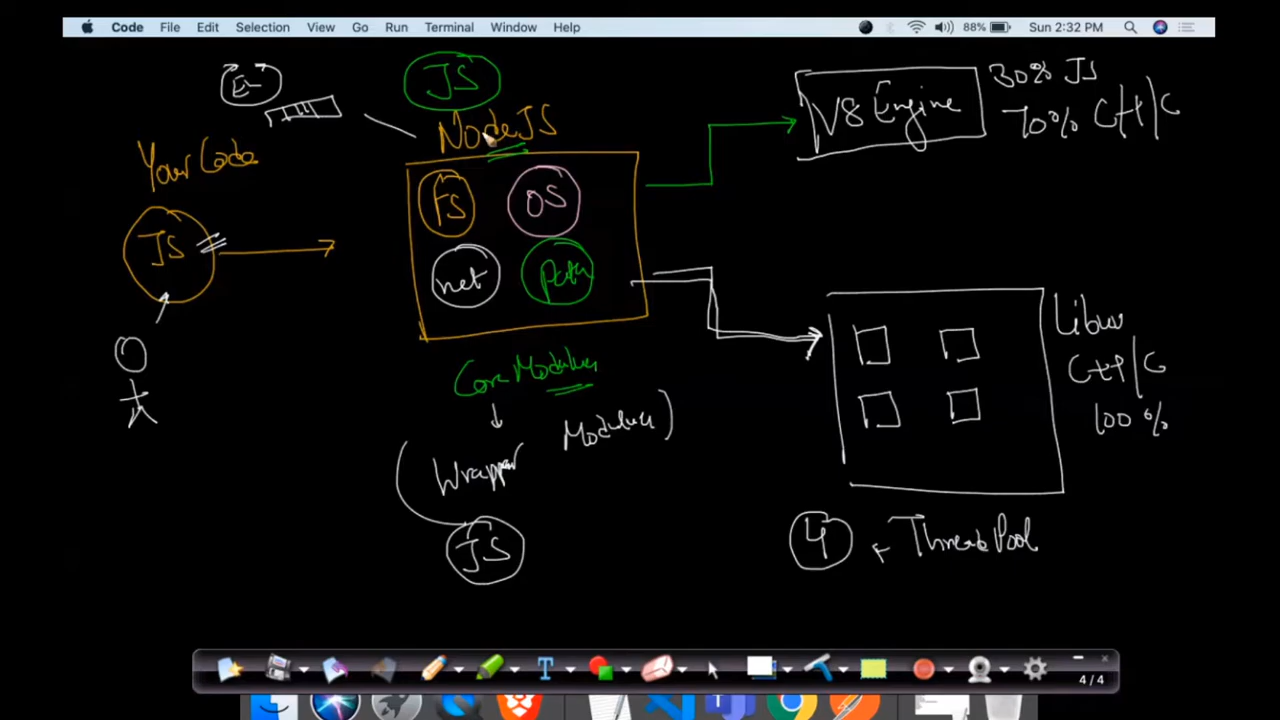 Code File Edit Selection View Go Run Terminal Window Help 88% Sun 2:32 PM
JS
NodeJS
Your Code
JS
FS
OS
net
Path
V8 Engine
30% JS
70% C++/C
Libuv
C++/C
100%
Core Modules
Wrapper Modules)
JS
4
Thread Pool
T
4 / 4